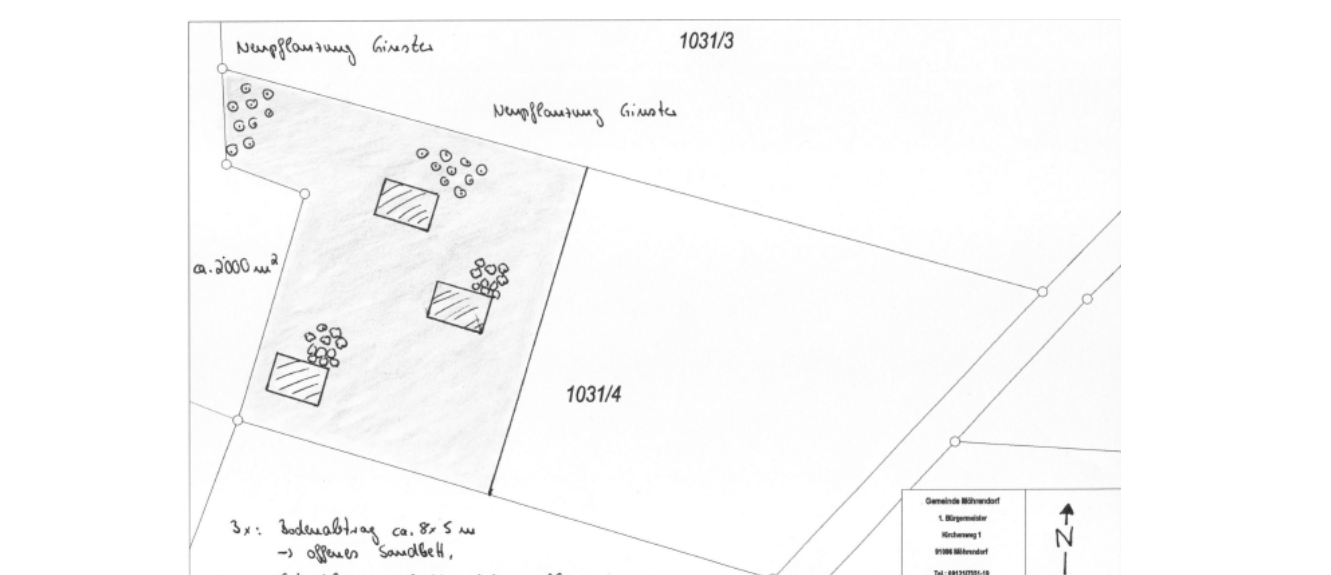 Neupflanzung Ginster
1031/3
Neupflanzung Ginster
ca. 2000 m²
1031/4
3x: Bodenabtrag ca. 8x5 m
→ offenes Sandbett,
Gemeinde Möhrendorf
1. Bürgermeister
Kirchenweg 1
91096 Möhrendorf
N